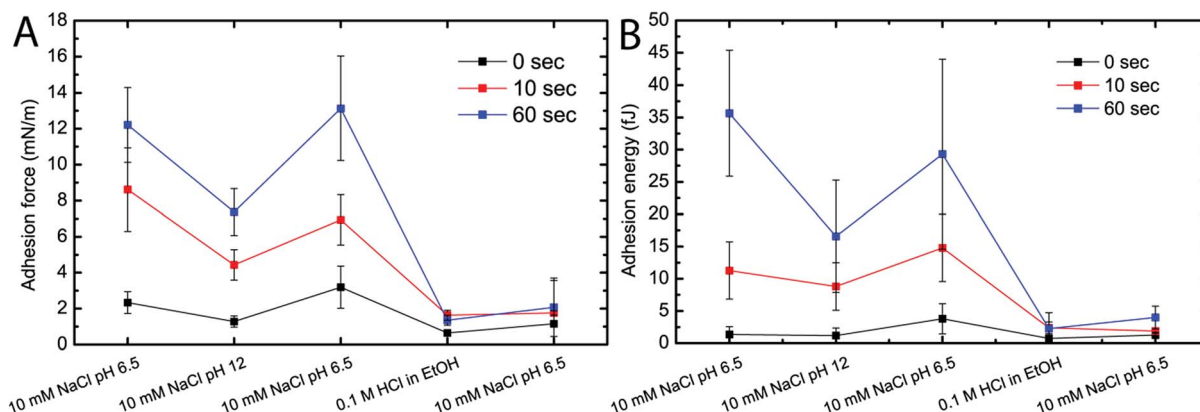 A
Adhesion force (mN/m)
18
16
14
12
10
8
6
4
2
0
0 sec
10 sec
60 sec
10 mM NaCl pH 6.5
10 mM NaCl pH 12
10 mM NaCl pH 6.5
0.1 M HCl in EtOH
10 mM NaCl pH 6.5
B
Adhesion energy (fJ)
50
45
40
35
30
25
20
15
10
5
0
0 sec
10 sec
60 sec
10 mM NaCl pH 6.5
10 mM NaCl pH 12
10 mM NaCl pH 6.5
0.1 M HCl in EtOH
10 mM NaCl pH 6.5